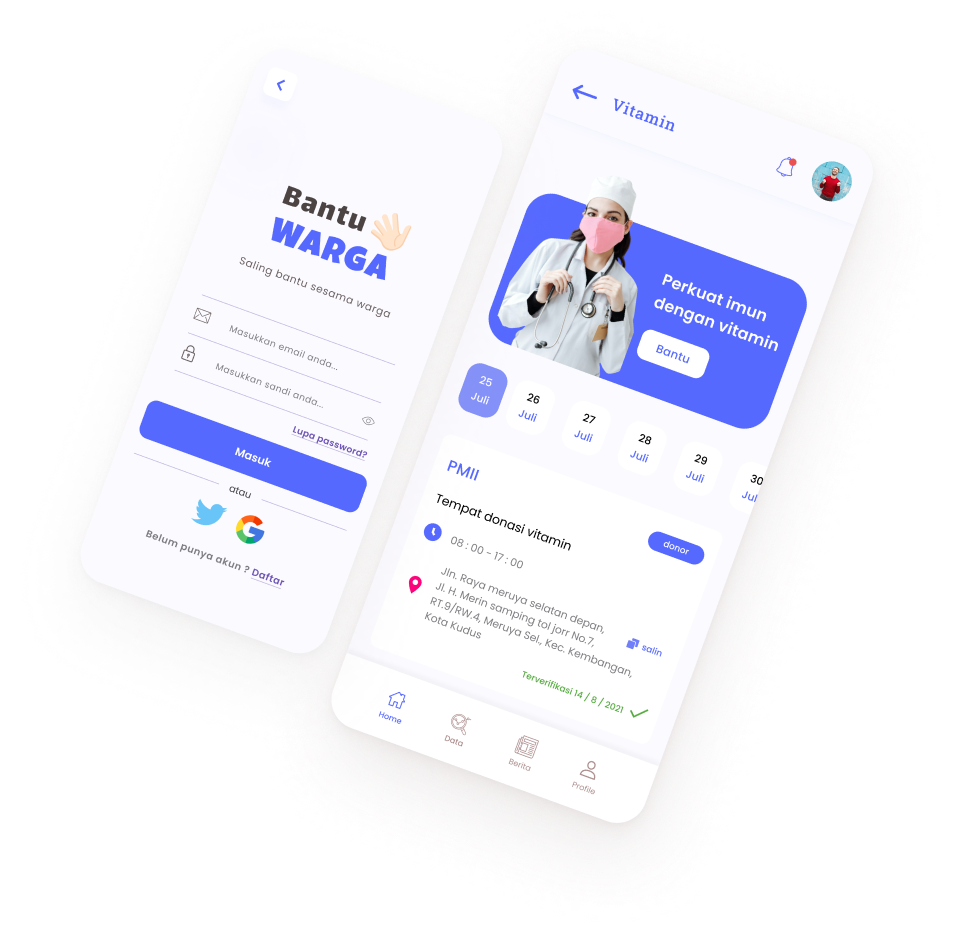 Bantu
WARGA
Saling bantu sesama warga
Masukkan email anda...
Masukkan sandi anda...
Lupa password?
Masuk
atau
Belum punya akun ? Daftar
Vitamin
Perkuat imun
dengan vitamin
Bantu
25
Juli
26
Juli
27
Juli
28
Juli
29
Juli
30
Jul
PMII
Tempat donasi vitamin
donor
08 : 00 - 17 : 00
Jln. Raya meruya selatan depan,
Jl. H. Merin samping tol jorr No.7,
RT.9/RW.4, Meruya Sel., Kec. Kembangan,
Kota Kudus
salin
Terverifikasi 14 / 8 / 2021
Home
Data
Berita
Profile